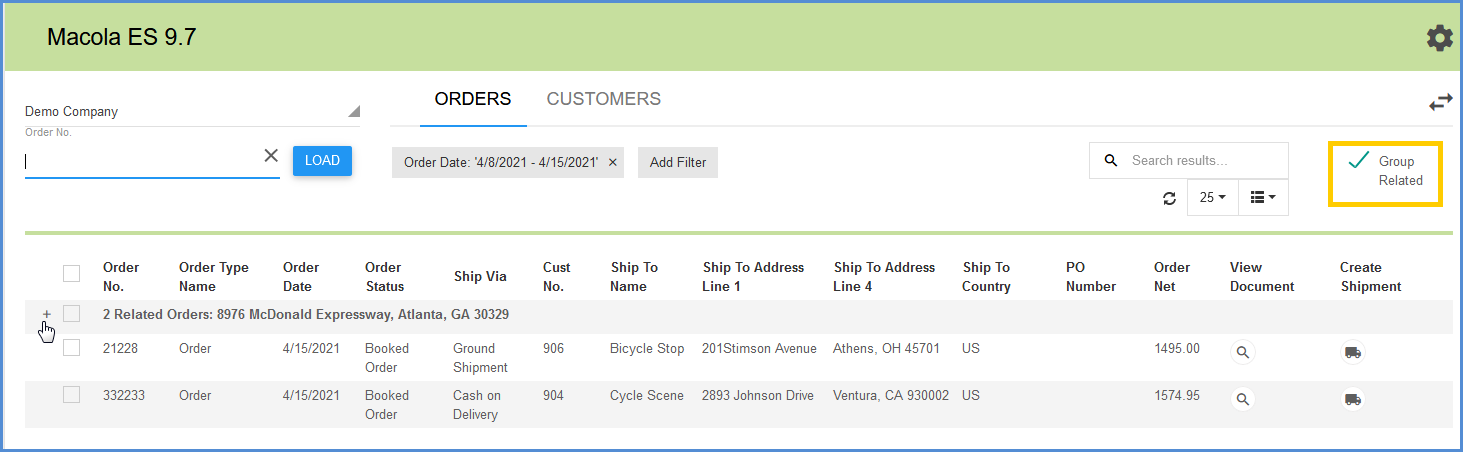 Macola ES 9.7
Demo Company
Order No.
LOAD
ORDERS CUSTOMERS
Order Date: '4/8/2021 - 4/15/2021' × Add Filter
Search results...
25
Group
Related
Order No. Order Type Name Order Date Order Status Ship Via Cust No. Ship To Name Ship To Address Line 1 Ship To Address Line 4 Ship To Country PO Number Order Net View Document Create Shipment
+ 2 Related Orders: 8976 McDonald Expressway, Atlanta, GA 30329
21228 Order 4/15/2021 Booked Order Ground Shipment 906 Bicycle Stop 201Stimson Avenue Athens, OH 45701 US 1495.00
332233 Order 4/15/2021 Booked Order Cash on Delivery 904 Cycle Scene 2893 Johnson Drive Ventura, CA 930002 US 1574.95